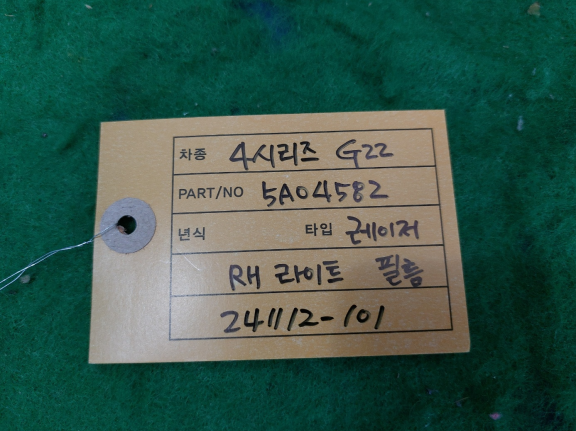 차종 4시리즈 G22
PART/NO 5A04582
년식 타입 레이저
RH 라이트 필름
241112-101